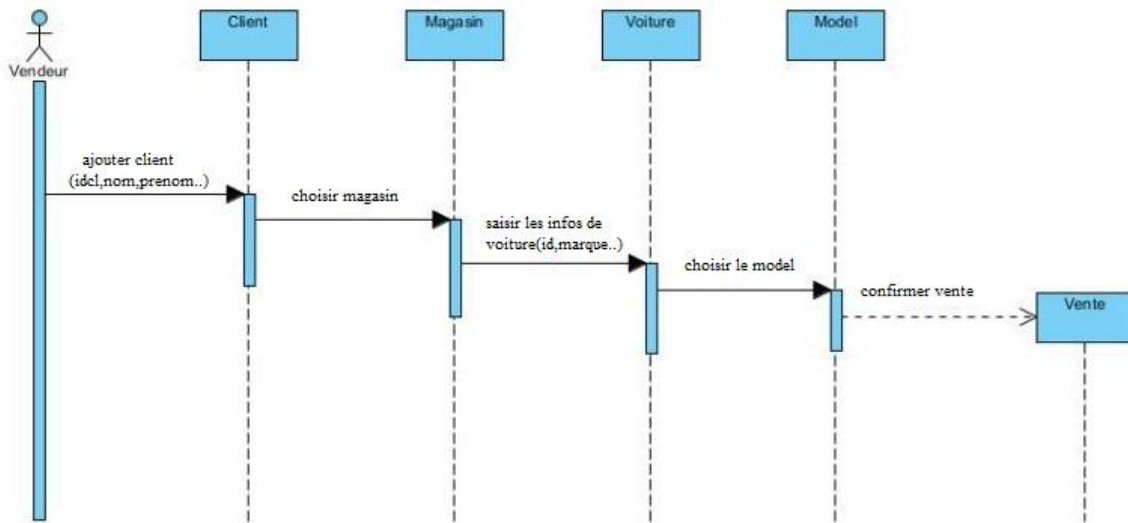 Client
Magasin
Voiture
Model
Vendeur
ajouter client
(idcl,nom,prenom..)
choisir magasin
saisir les infos de
voiture(id,marque..)
choisir le model
confirmer vente
Vente